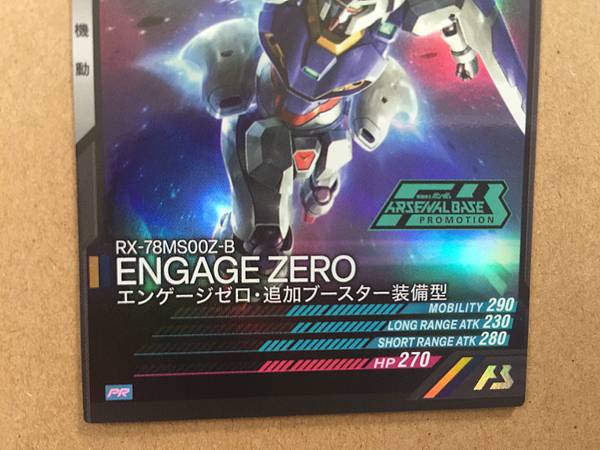 機動
ARSENAL BASE
PROMOTION
RX-78MS00Z-B
ENGAGE ZERO
エンゲージゼロ・追加ブースター装備型
MOBILITY 290
LONG RANGE ATK 230
SHORT RANGE ATK 280
HP 270
PR
AB